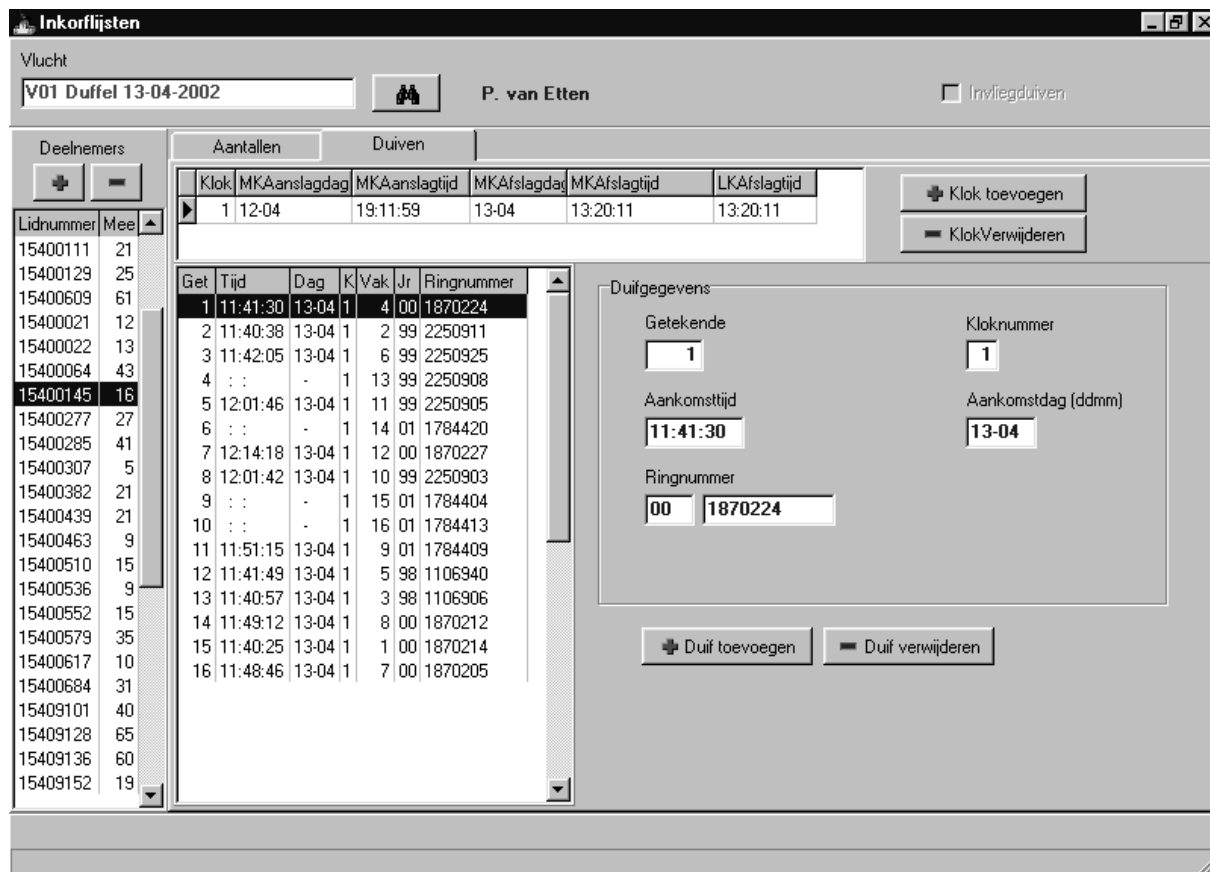 Inkorflijsten
Vlucht
V01 Duffel 13-04-2002
P. van Etten
Invliegduiven
Deelnemers
Lidnummer Mee
15400111 21
15400129 25
15400609 61
15400021 12
15400022 13
15400064 43
15400145 16
15400277 27
15400285 41
15400307 5
15400382 21
15400439 21
15400463 9
15400510 15
15400536 9
15400552 15
15400579 35
15400617 10
15400684 31
15409101 40
15409128 65
15409136 60
15409152 19
Aantallen Duiven
Klok MKAanslagdag MKAanslagtijd MKAfslagdag MKAfslagtijd LKAfslagtijd
1 12-04 19:11:59 13-04 13:20:11 13:20:11
Klok toevoegen
KlokVerwijderen
Get Tijd Dag K Vak Jr Ringnummer
1 11:41:30 13-04 1 4 00 1870224
2 11:40:38 13-04 1 2 99 2250911
3 11:42:05 13-04 1 6 99 2250925
4 : : - 1 13 99 2250908
5 12:01:46 13-04 1 11 99 2250905
6 : : - 1 14 01 1784420
7 12:14:18 13-04 1 12 00 1870227
8 12:01:42 13-04 1 10 99 2250903
9 : : - 1 15 01 1784404
10 : : - 1 16 01 1784413
11 11:51:15 13-04 1 9 01 1784409
12 11:41:49 13-04 1 5 98 1106940
13 11:40:57 13-04 1 3 98 1106906
14 11:49:12 13-04 1 8 00 1870212
15 11:40:25 13-04 1 1 00 1870214
16 11:48:46 13-04 1 7 00 1870205
Duifgegevens
Getekende Kloknummer
1 1
Aankomsttijd Aankomstdag (ddmm)
11:41:30 13-04
Ringnummer
00 1870224
Duif toevoegen Duif verwijderen